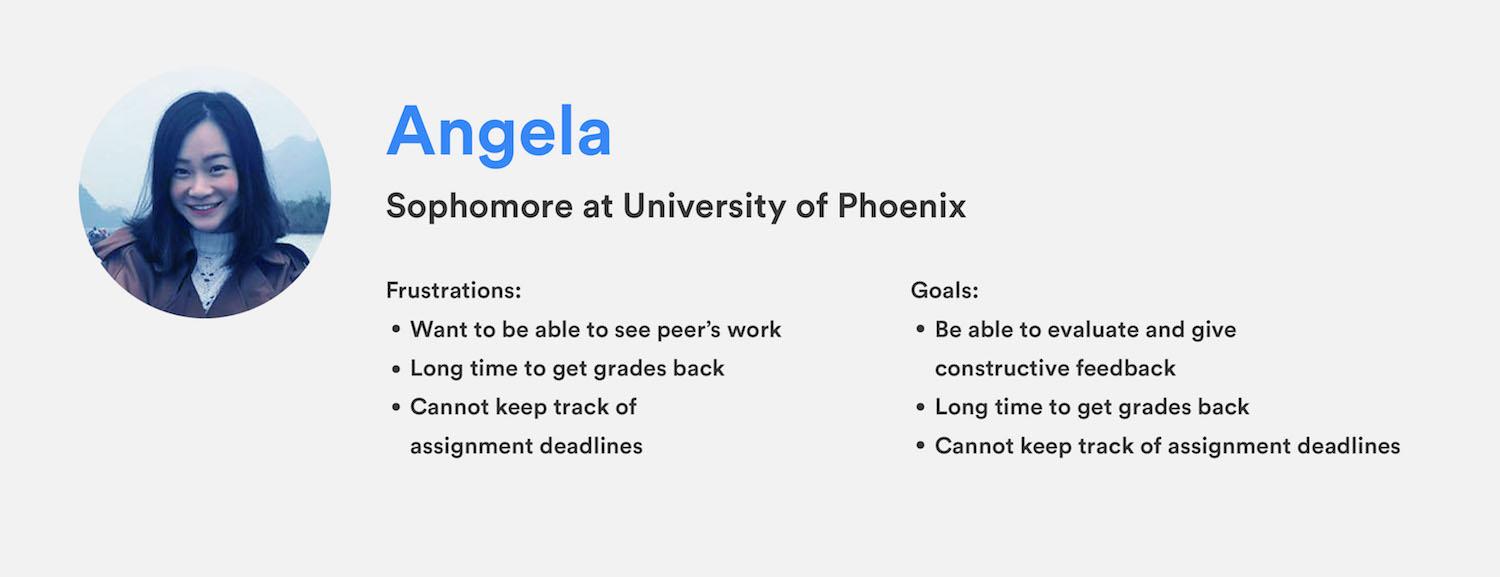 Angela
Sophomore at University of Phoenix
Frustrations:
• Want to be able to see peer’s work
• Long time to get grades back
• Cannot keep track of
assignment deadlines
Goals:
• Be able to evaluate and give
constructive feedback
• Long time to get grades back
• Cannot keep track of assignment deadlines